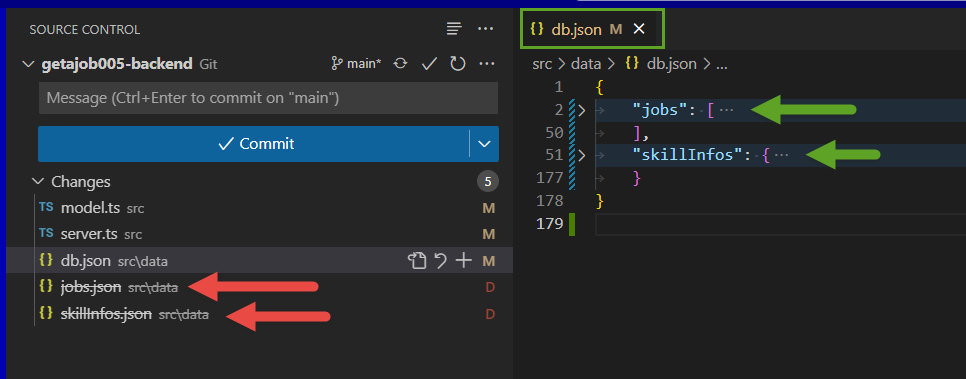 SOURCE CONTROL
getajob005-backend Git main*
Message (Ctrl+Enter to commit on "main")
Commit
Changes 5
TS model.ts src M
TS server.ts src M
{} db.json src\data M
{} jobs.json src\data D
{} skillInfos.json src\data D
{} db.json M
src > data > {} db.json > ...
1 {
2 "jobs": [ ...
50 ],
51 "skillInfos": { ...
177 }
178 }
179